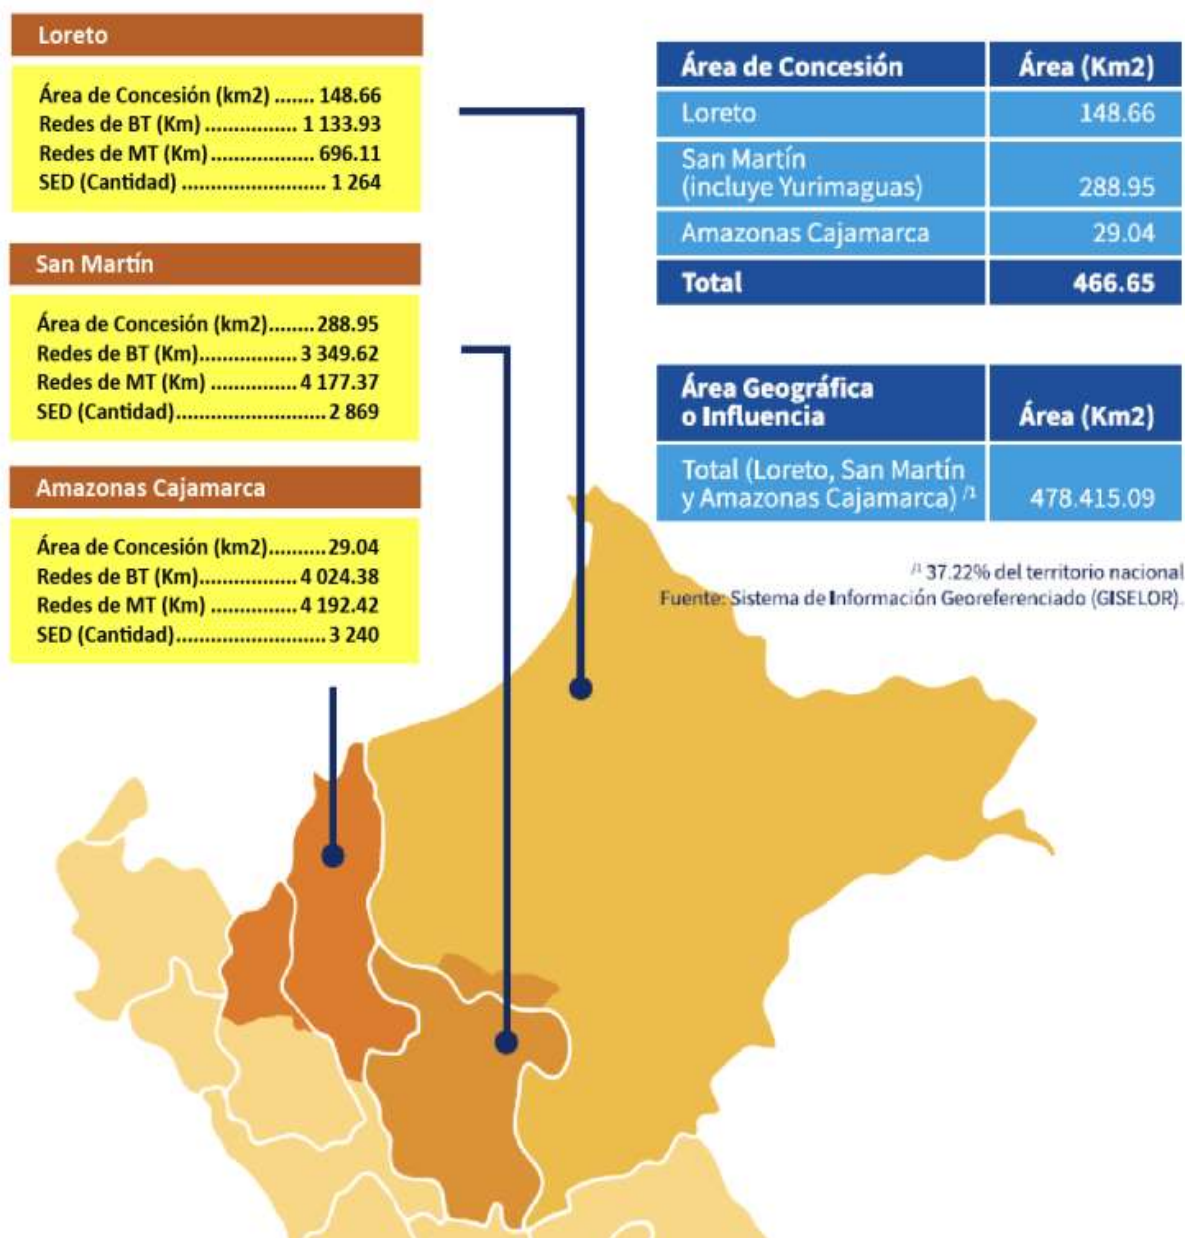 Loreto
Área de Concesión (km2) ....... 148.66
Redes de BT (Km) ................ 1 133.93
Redes de MT (Km) .................. 696.11
SED (Cantidad) ......................... 1 264
San Martín
Área de Concesión (km2)........ 288.95
Redes de BT (Km)................. 3 349.62
Redes de MT (Km) ............... 4 177.37
SED (Cantidad).......................... 2 869
Amazonas Cajamarca
Área de Concesión (km2)..........29.04
Redes de BT (Km)................. 4 024.38
Redes de MT (Km) ............... 4 192.42
SED (Cantidad).......................... 3 240
Área de Concesión Área (Km2)
Loreto 148.66
San Martín
(incluye Yurimaguas) 288.95
Amazonas Cajamarca 29.04
Total 466.65
Área Geográfica
o Influencia Área (Km2)
Total (Loreto, San Martín
y Amazonas Cajamarca) /1 478.415.09
/1 37.22% del territorio nacional
Fuente: Sistema de Información Georeferenciado (GISELOR).